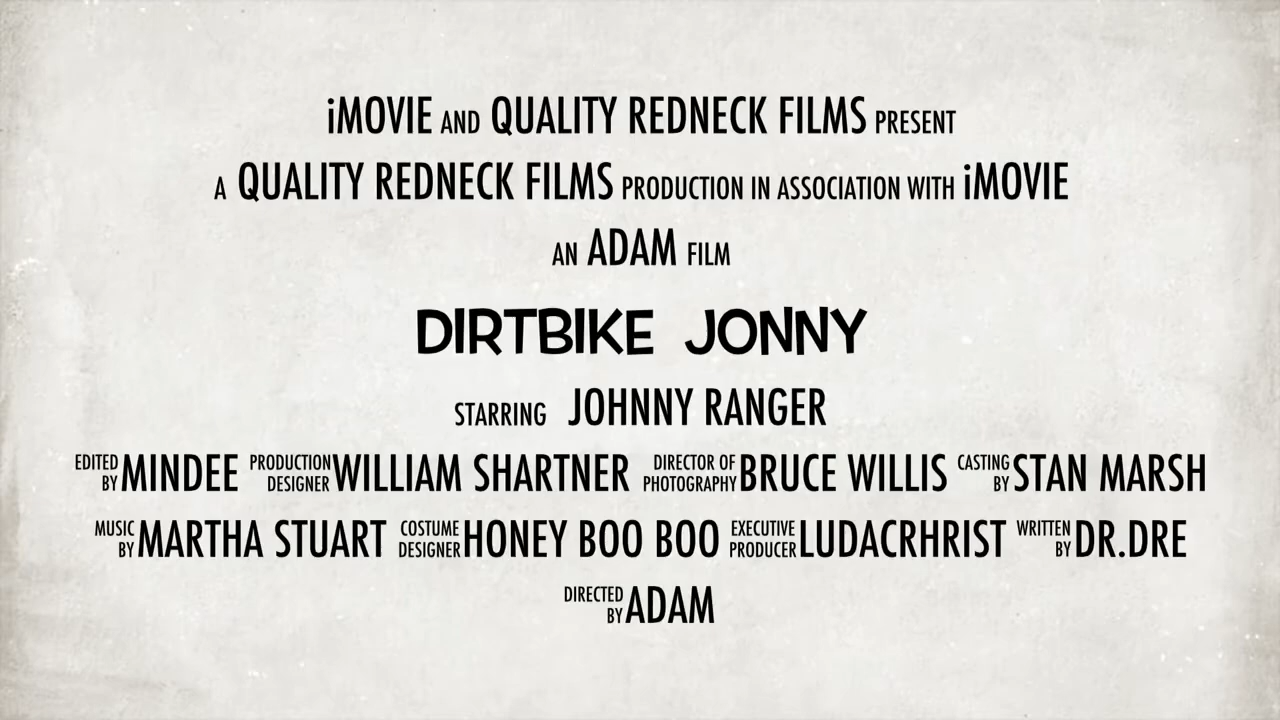 iMOVIE AND QUALITY REDNECK FILMS PRESENT
A QUALITY REDNECK FILMS PRODUCTION IN ASSOCIATION WITH iMOVIE
AN ADAM FILM
DIRTBIKE JONNY
STARRING JOHNNY RANGER
EDITED BY MINDEE PRODUCTION DESIGNER WILLIAM SHARTNER DIRECTOR OF PHOTOGRAPHY BRUCE WILLIS CASTING BY STAN MARSH
MUSIC BY MARTHA STUART COSTUME DESIGNER HONEY BOO BOO EXECUTIVE PRODUCER LUDACRHRIST WRITTEN BY DR.DRE
DIRECTED BY ADAM